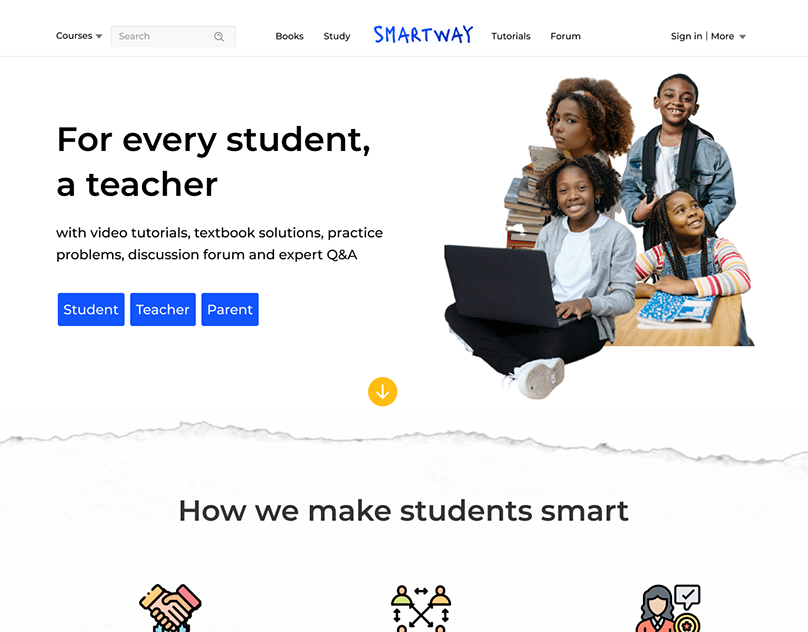 Courses
Search
Books
Study
SMARTWAY
Tutorials
Forum
Sign in | More
For every student,
a teacher
with video tutorials, textbook solutions, practice
problems, discussion forum and expert Q&A
Student
Teacher
Parent
How we make students smart